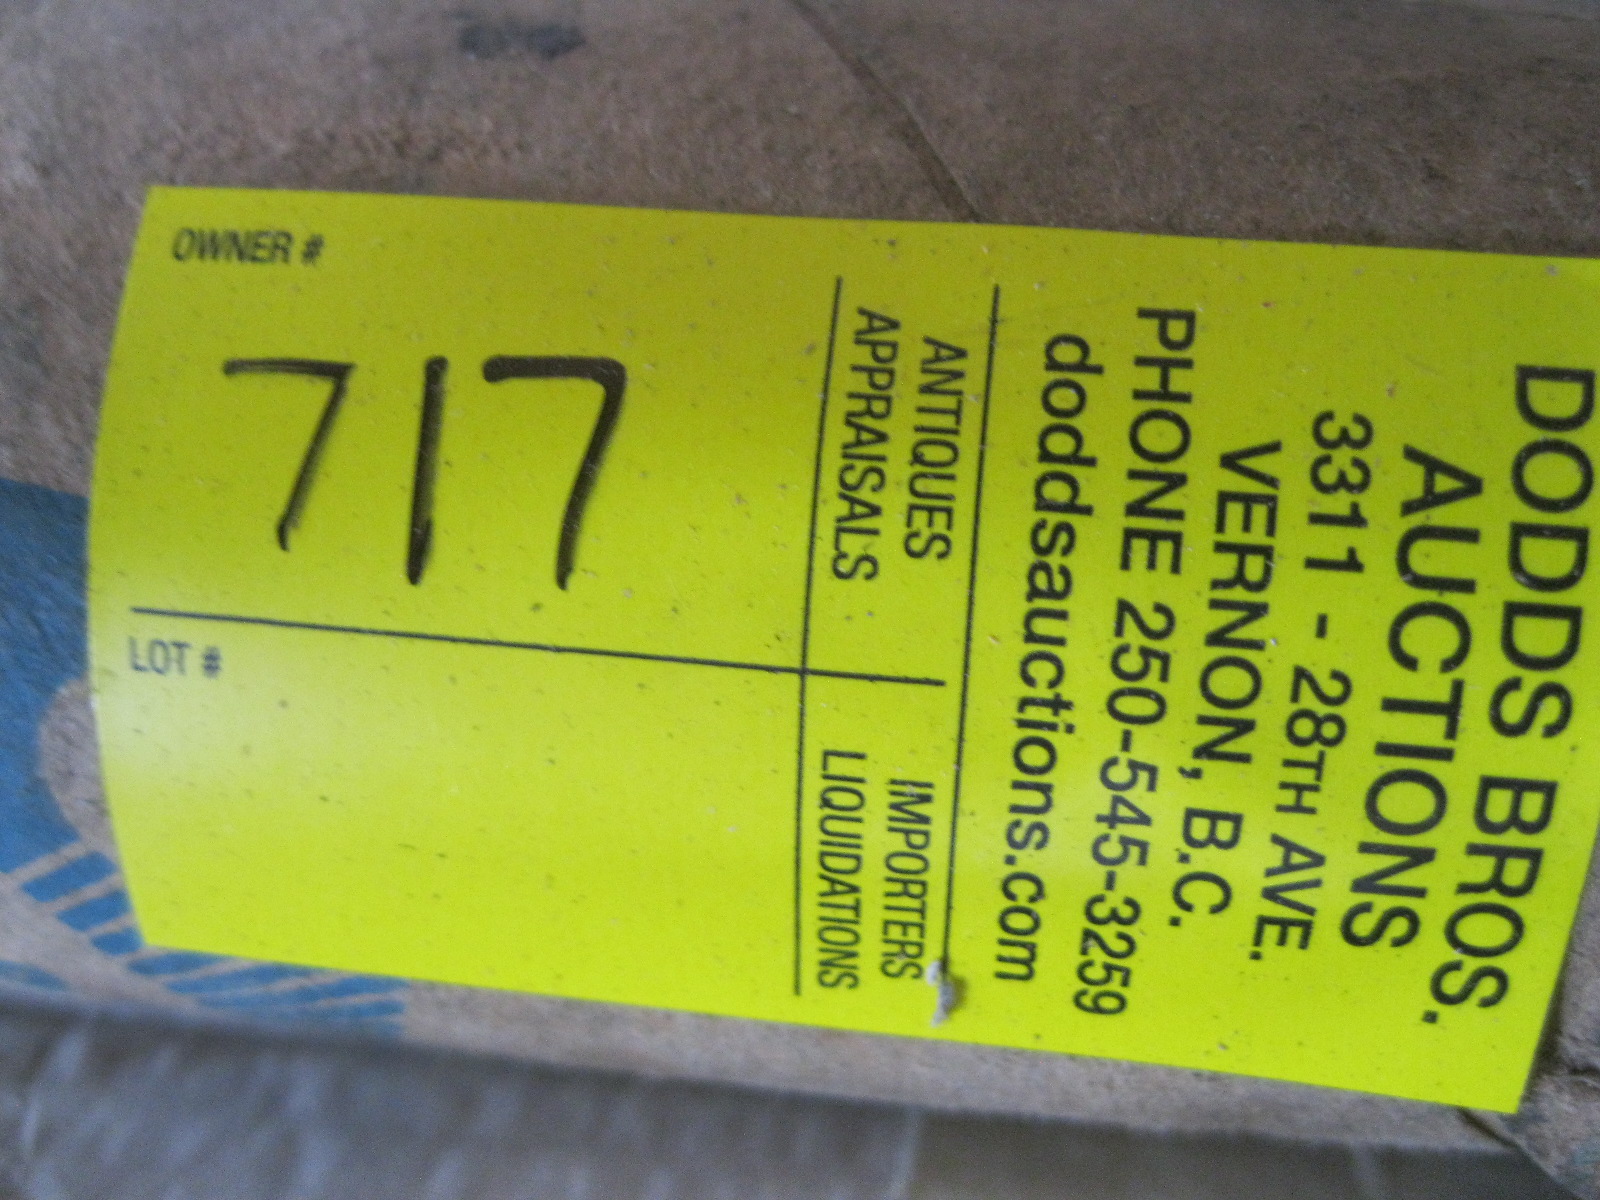 DODDS BROS.
AUCTIONS
3311 - 28TH AVE.
VERNON, B.C.
PHONE 250-545-3259
doddsauctions.com
ANTIQUES
APPRAISALS
IMPORTERS
LIQUIDATIONS
OWNER #
717
LOT #